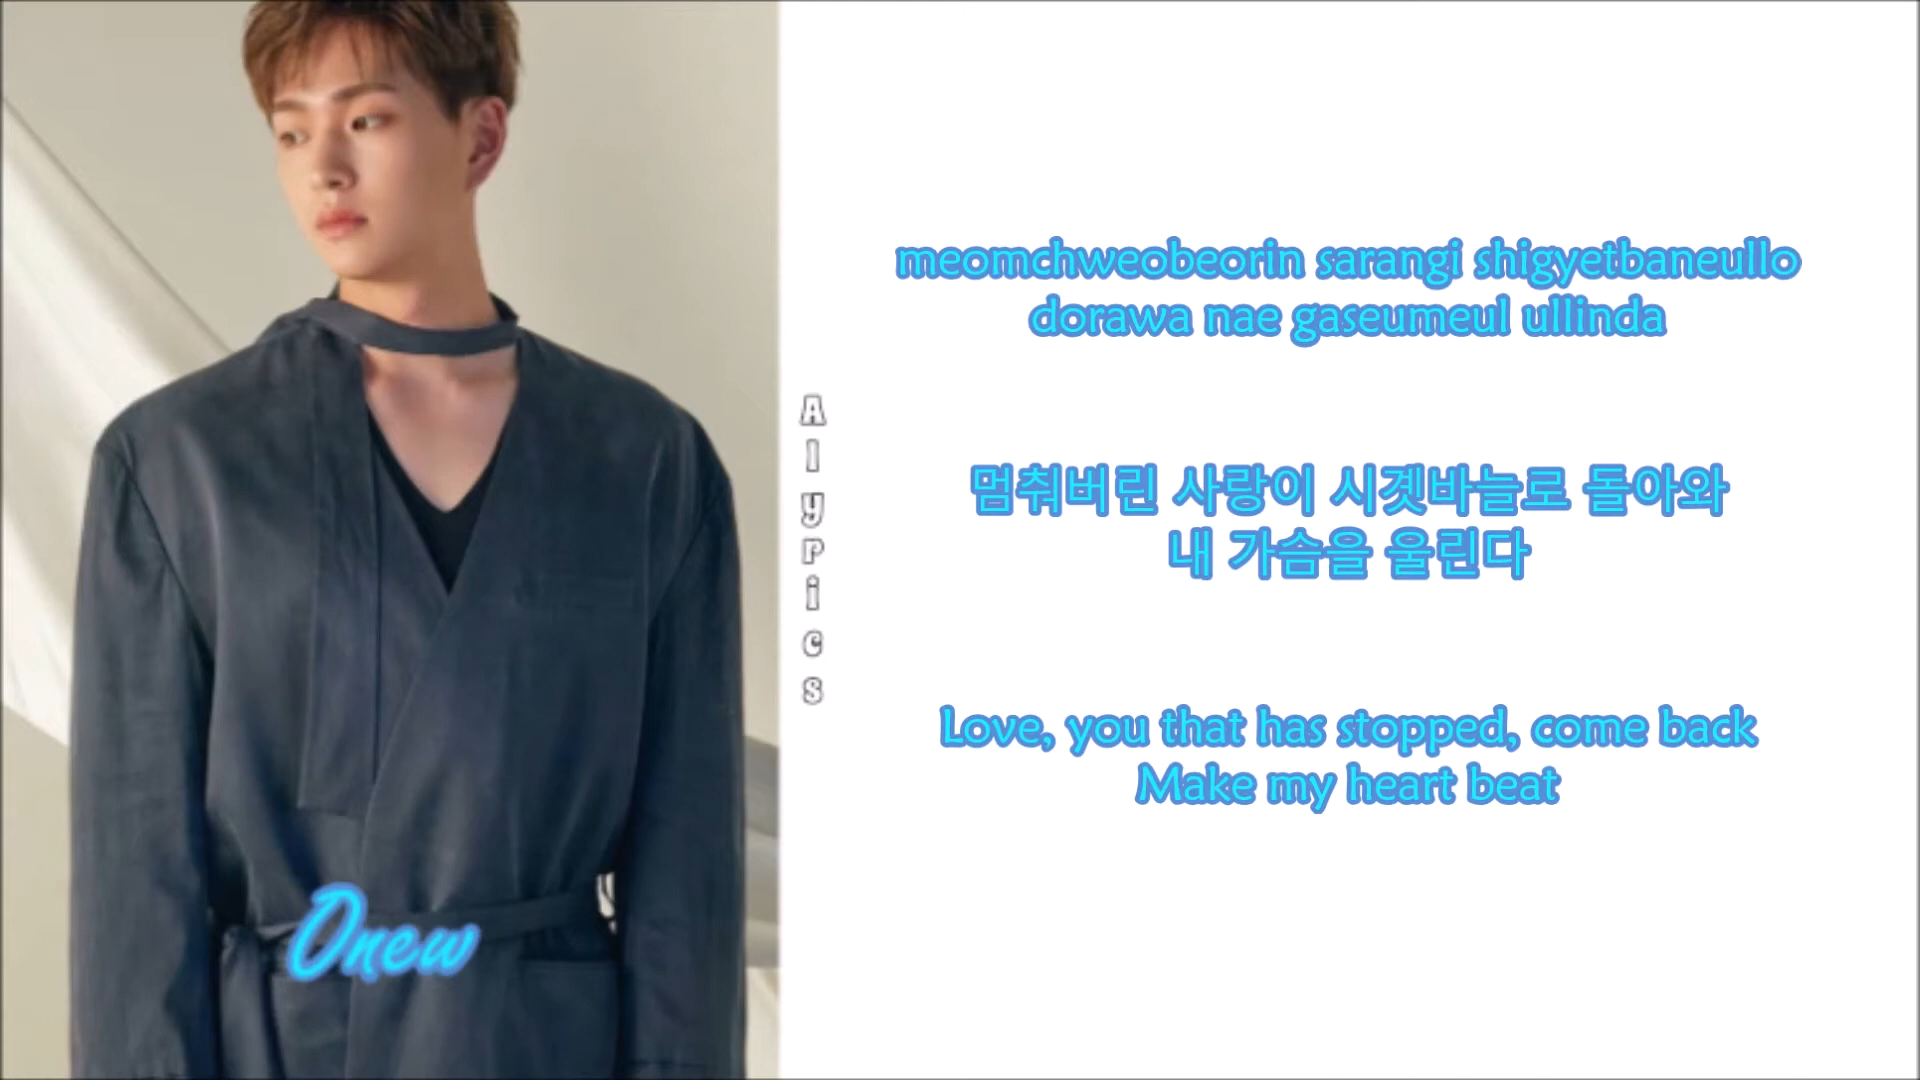 meomchweobeorin sarangi shigyetbaneullo
dorawa nae gaseumeul ullinda
멈춰버린 사랑이 시곗바늘로 돌아와
내 가슴을 울린다
Love, you that has stopped, come back
Make my heart beat
AlyPics
Onew